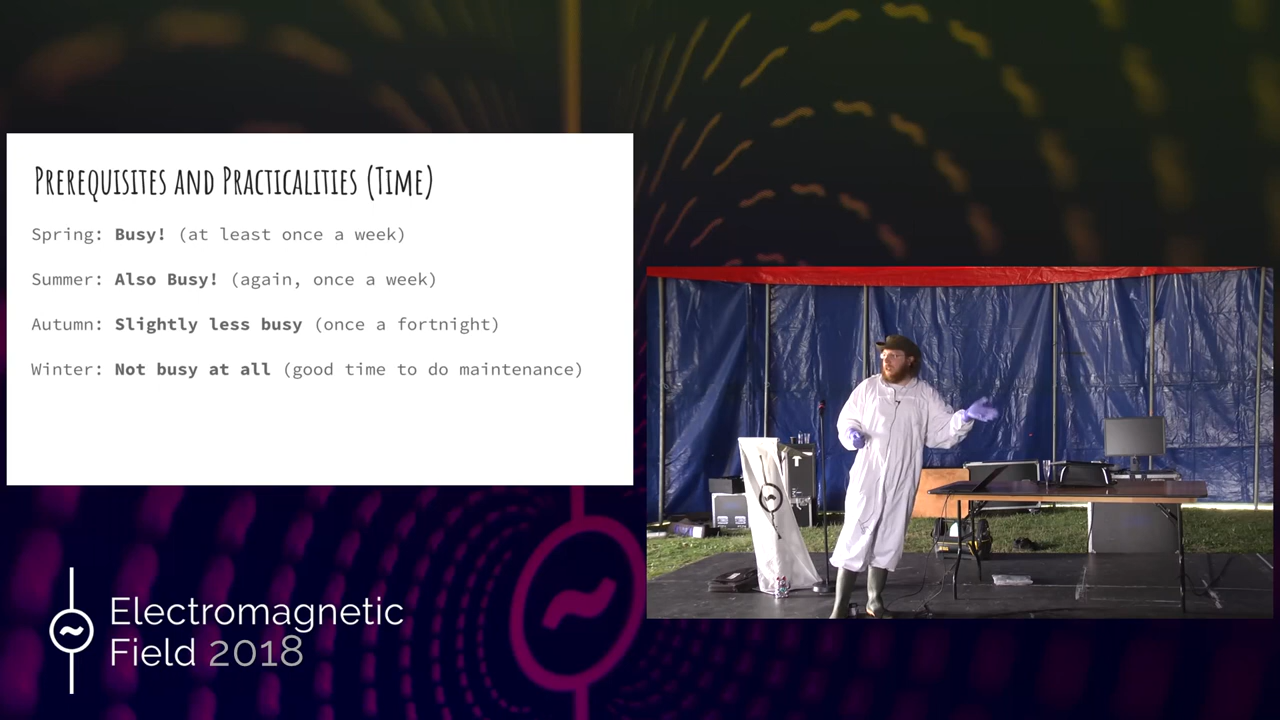 Prerequisites and Practicalities (Time)
Spring: Busy! (at least once a week)
Summer: Also Busy! (again, once a week)
Autumn: Slightly less busy (once a fortnight)
Winter: Not busy at all (good time to do maintenance)
Electromagnetic
Field 2018